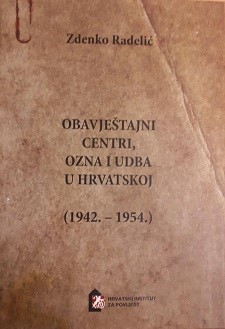 Zdenko Radelić
OBAVJEŠTAJNI
CENTRI,
OZNA I UDBA
U HRVATSKOJ
(1942. – 1954.)
HRVATSKI INSTITUT
ZA POVIJEST